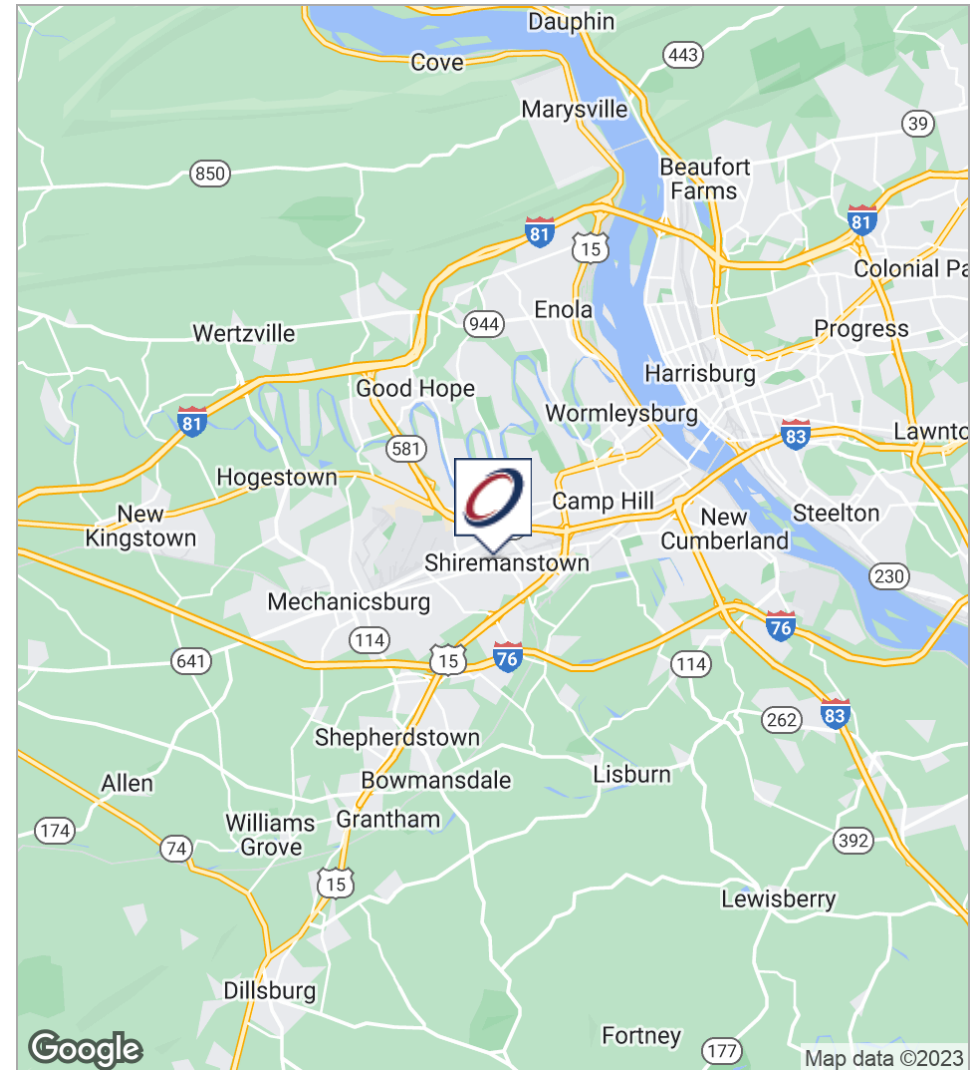 Dauphin
443
Cove
Marysville
39
Beaufort
Farms
850
81
81
15
Colonial Pa
944
Enola
Wertzville
Progress
Harrisburg
Good Hope
Wormleysburg
81
83
Lawnto
581
Hogestown
Camp Hill
New
Kingstown
New
Cumberland
Steelton
Shiremanstown
230
Mechanicsburg
76
114
641
15
76
114
262
83
Shepherdstown
Allen
Bowmansdale
Lisburn
174
Williams
Grove
Grantham
74
392
15
Lewisberry
Dillsburg
Fortney
177
Google
Map data ©2023